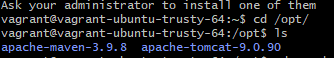 Ask your administrator to install one of them
vagrant@vagrant-ubuntu-trusty-64:~$ cd /opt/
vagrant@vagrant-ubuntu-trusty-64:/opt$ ls
apache-maven-3.9.8  apache-tomcat-9.0.90